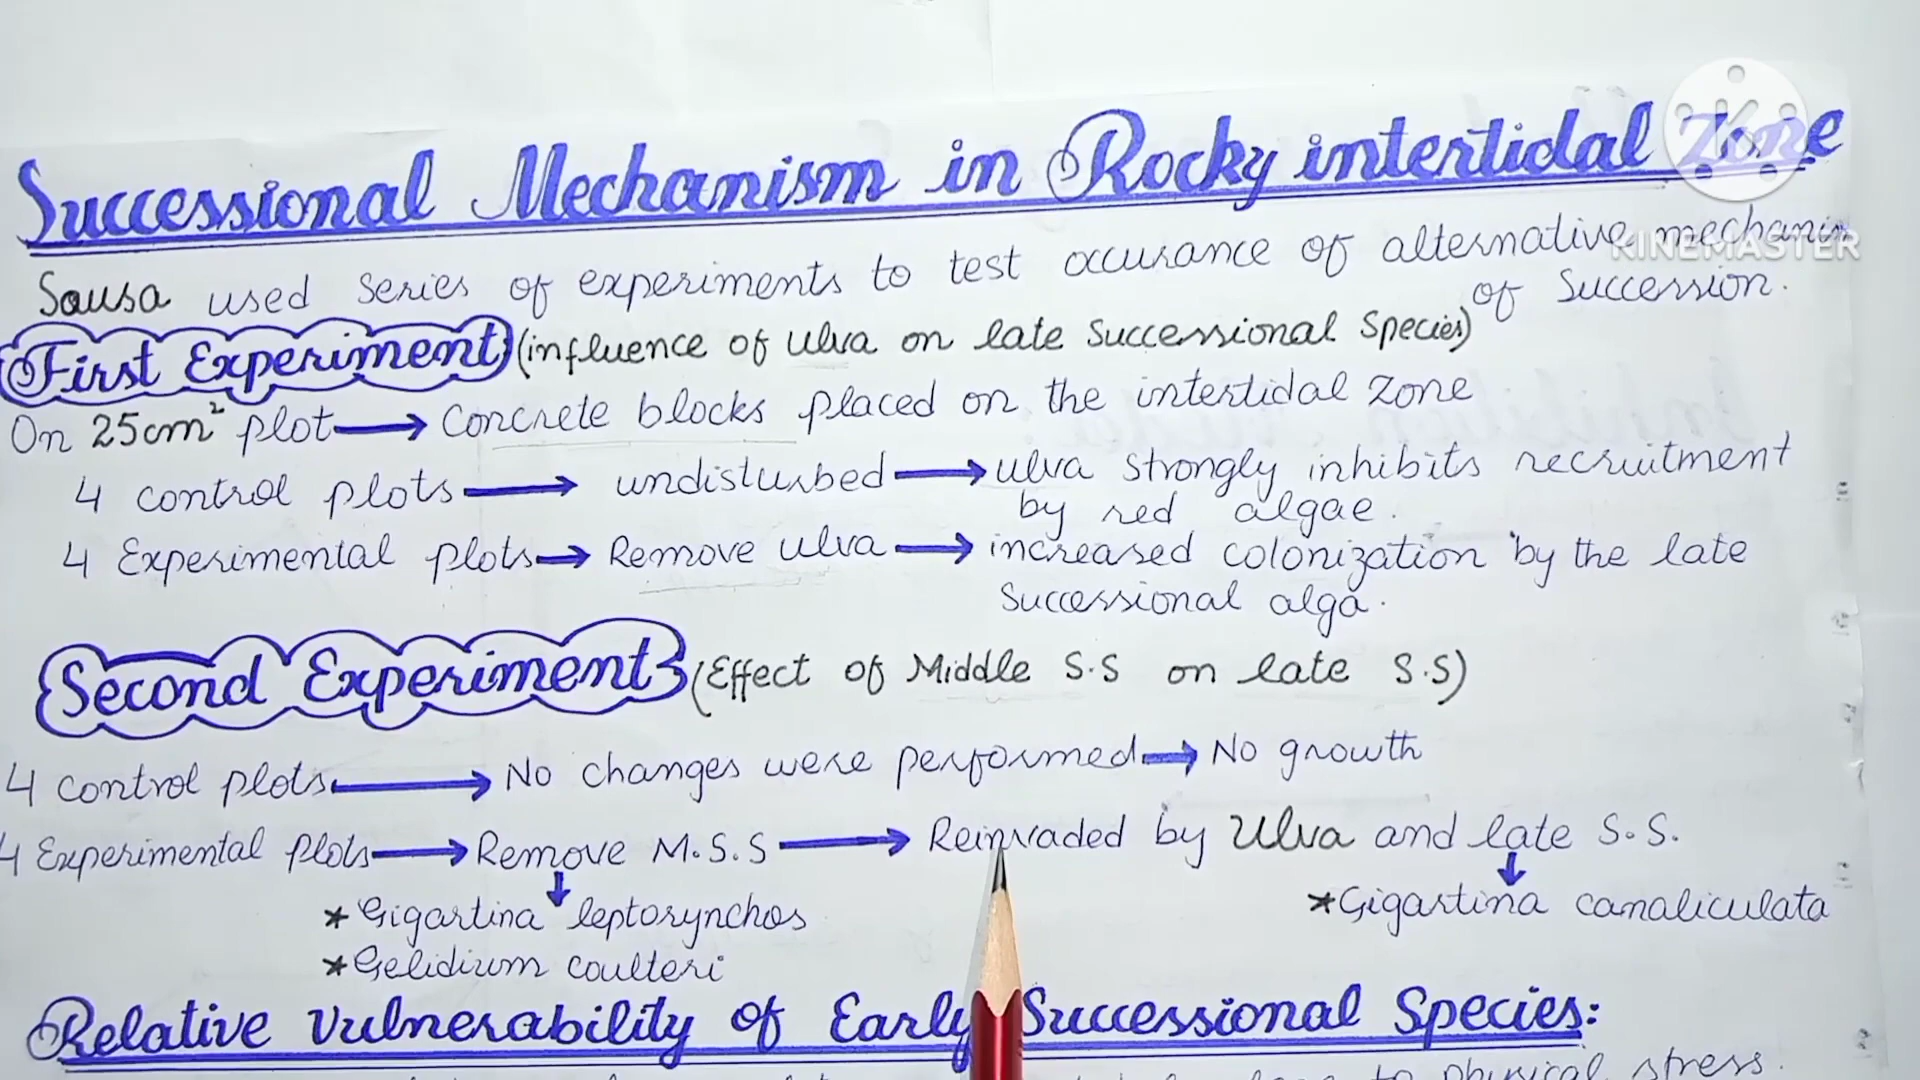 Successional Mechanism in Rocky intertidal Zone
KINEMASTER
Sousa used series of experiments to test occurance of alternative mechanism
of Succession.
First Experiment (influence of ulva on late Successional Species)
On 25cm² plot → Concrete blocks placed on the intertidal zone
4 control plots → undisturbed → ulva strongly inhibits recruitment
by red algae.
4 Experimental plots → Remove ulva → increased colonization by the late
Successional alga.
Second Experiment (Effect of Middle S.S on late S.S)
4 control plots → No changes were performed → No growth
4 Experimental plots → Remove M.S.S → Reinvaded by Ulva and late S.S.
↓ ↓
* Gigartina leptorynchos * Gigartina canaliculata
* Gelidium coulteri
Relative vulnerability of Early Successional Species:
to physical stress.